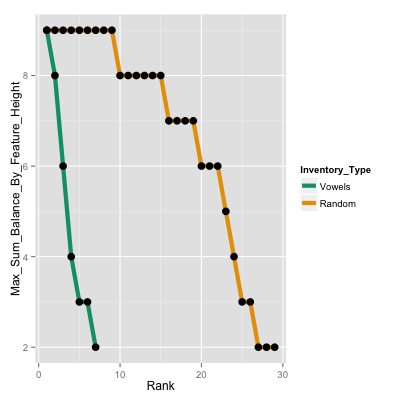 Max_Sum_Balance_By_Feature_Height
8
6
4
2
0
10
20
30
Rank
Inventory_Type
Vowels
Random